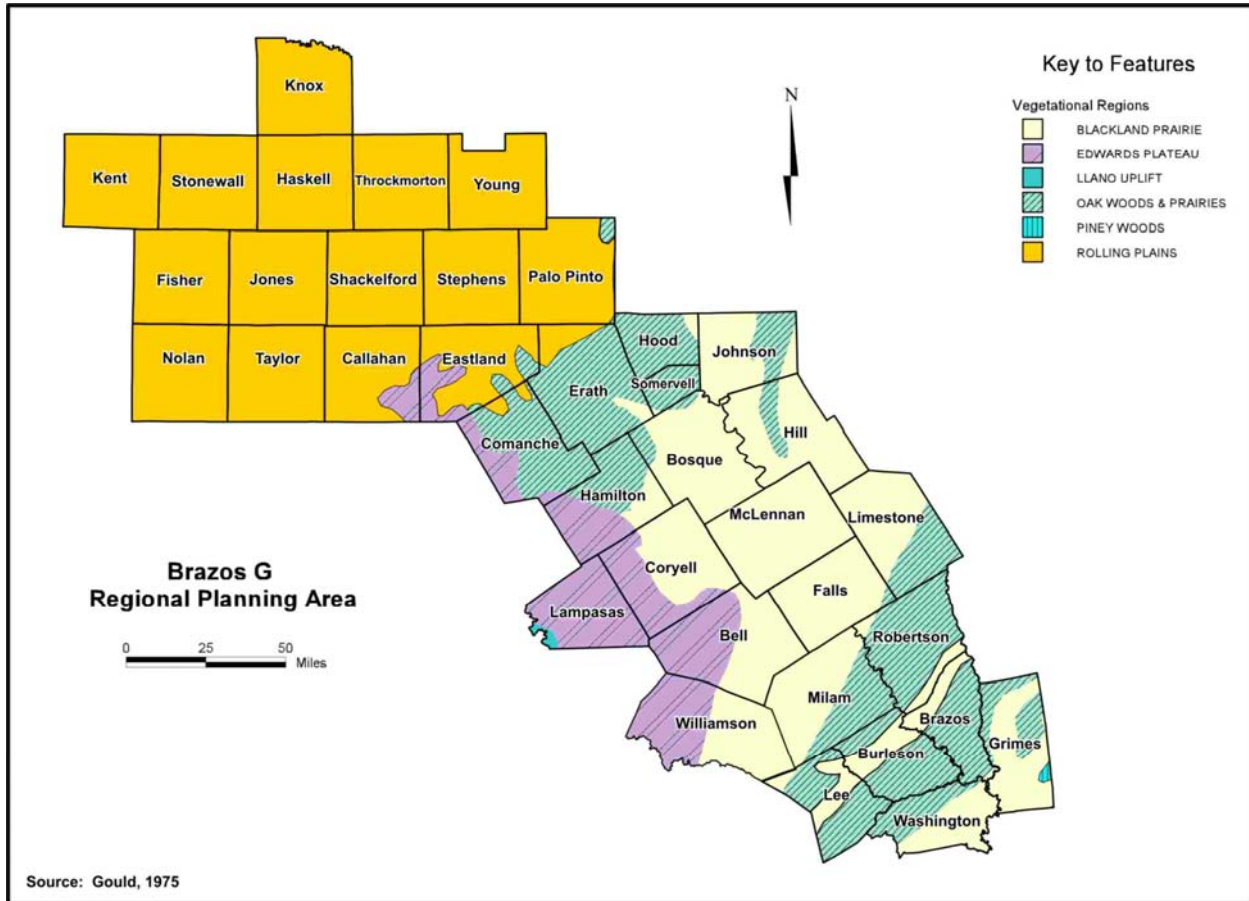 Key to Features
Vegetational Regions
BLACKLAND PRAIRIE
EDWARDS PLATEAU
LLANO UPLIFT
OAK WOODS & PRAIRIES
PINEY WOODS
ROLLING PLAINS
N
Knox
Kent
Stonewall
Haskell
Throckmorton
Young
Fisher
Jones
Shackelford
Stephens
Palo Pinto
Nolan
Taylor
Callahan
Eastland
Hood
Johnson
Erath
Somervell
Comanche
Bosque
Hill
Hamilton
McLennan
Limestone
Coryell
Falls
Lampasas
Bell
Robertson
Milam
Williamson
Brazos
Grimes
Burleson
Lee
Washington
Brazos G
Regional Planning Area
0 25 50
Miles
Source: Gould, 1975